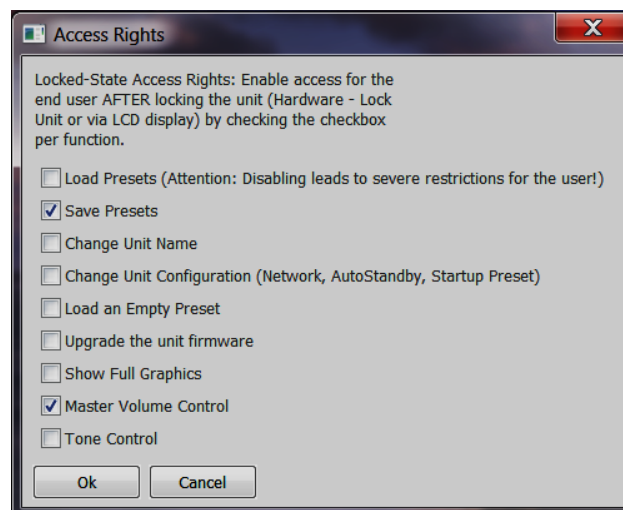 Access Rights
X
Locked-State Access Rights: Enable access for the
end user AFTER locking the unit (Hardware - Lock
Unit or via LCD display) by checking the checkbox
per function.
Load Presets (Attention: Disabling leads to severe restrictions for the user!)
Save Presets
Change Unit Name
Change Unit Configuration (Network, AutoStandby, Startup Preset)
Load an Empty Preset
Upgrade the unit firmware
Show Full Graphics
Master Volume Control
Tone Control
Ok Cancel